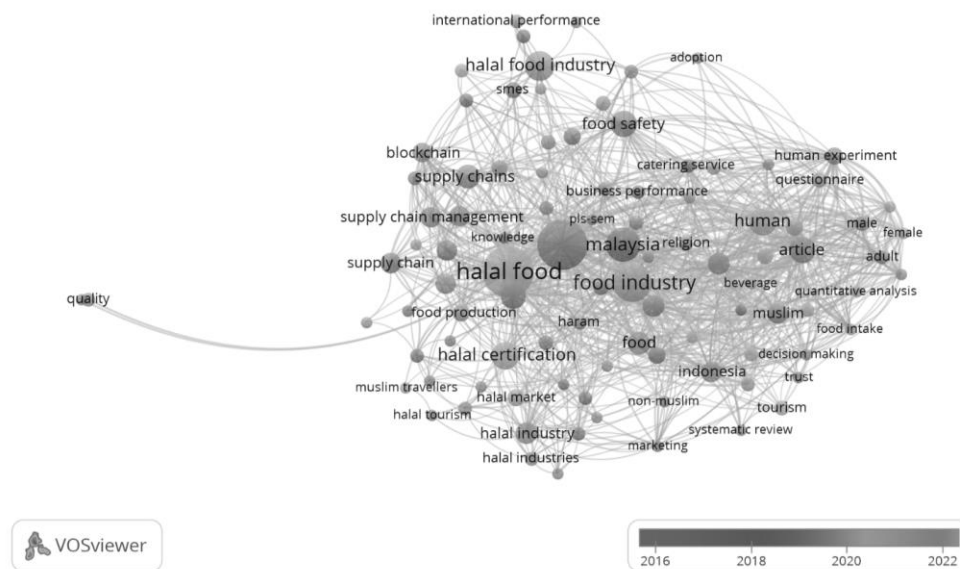 international performance
adoption
halal food industry
smes
food safety
blockchain
human experiment
catering service
supply chains
questionnaire
business performance
supply chain management
pls-sem
human
male
knowledge
malaysia
religion
female
article
supply chain
adult
halal food
food industry
beverage
quantitative analysis
quality
food production
haram
muslim
food intake
food
halal certification
decision making
indonesia
trust
muslim travellers
halal market
non-muslim
tourism
halal tourism
systematic review
halal industry
marketing
halal industries
VOSviewer
2016 2018 2020 2022